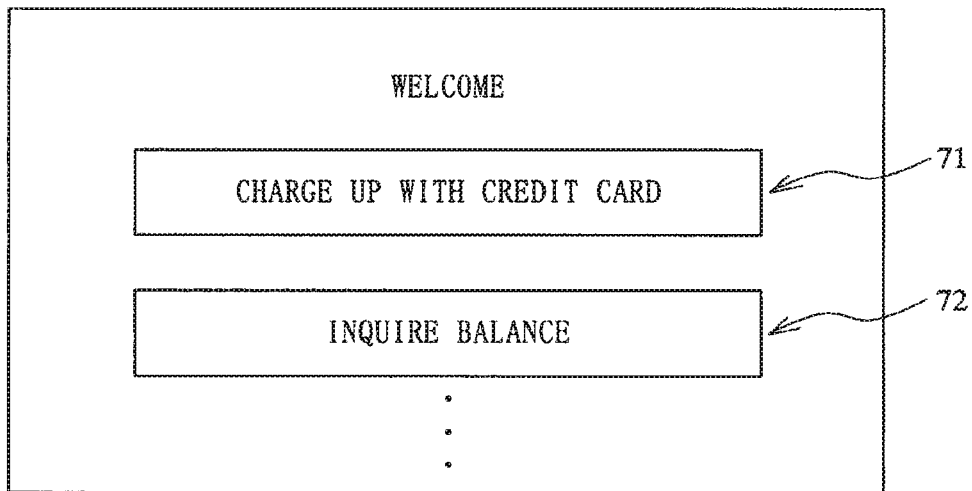 WELCOME
CHARGE UP WITH CREDIT CARD
71
INQUIRE BALANCE
72